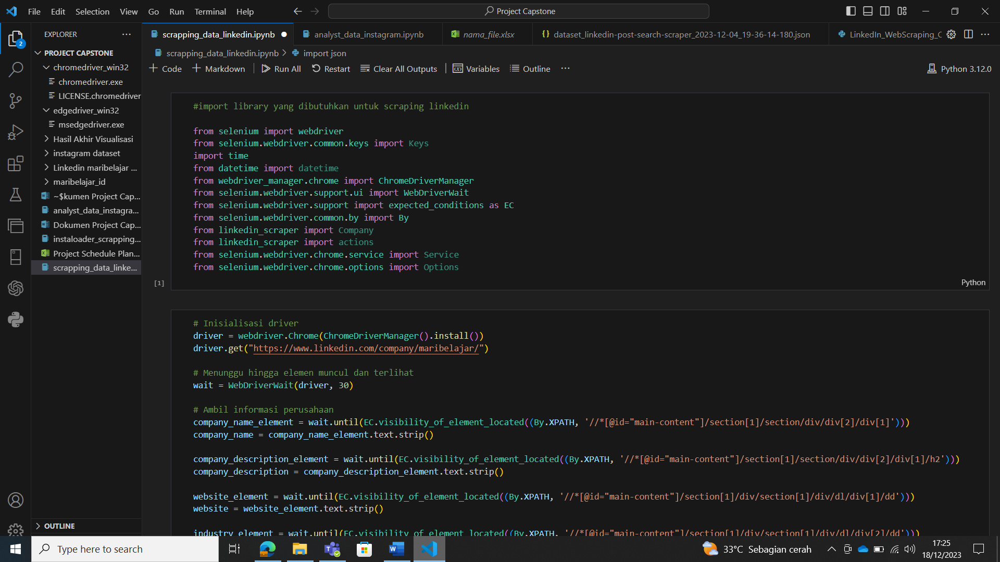 File Edit Selection View Go Run Terminal Help
Project Capstone
EXPLORER
PROJECT CAPSTONE
chromedriver_win32
chromedriver.exe
LICENSE.chromedriver
edgedriver_win32
msedgedriver.exe
Hasil Akhir Visualisasi
instagram dataset
Linkedin maribelajar ...
maribelajar_id
~$kumen Project Cap...
analyst_data_instagra...
Dokumen Project Cap...
instaloader_scrapping...
Project Schedule Plan...
scrapping_data_linke...
OUTLINE
2
scrapping_data_linkedin.ipynb analyst_data_instagram.ipynb nama_file.xlsx dataset_linkedin-post-search-scraper_2023-12-04_19-36-14-180.json LinkedIn_WebScraping_C
scrapping_data_linkedin.ipynb > import json
Code Markdown Run All Restart Clear All Outputs Variables Outline ... Python 3.12.0
#import library yang dibutuhkan untuk scraping linkedin
from selenium import webdriver
from selenium.webdriver.common.keys import Keys
import time
from datetime import datetime
from webdriver_manager.chrome import ChromeDriverManager
from selenium.webdriver.support.ui import WebDriverWait
from selenium.webdriver.support import expected_conditions as EC
from selenium.webdriver.common.by import By
from linkedin_scraper import Company
from linkedin_scraper import actions
from selenium.webdriver.chrome.service import Service
from selenium.webdriver.chrome.options import Options
[1]
Python
# Inisialisasi driver
driver = webdriver.Chrome(ChromeDriverManager().install())
driver.get("https://www.linkedin.com/company/maribelajar/")
# Menunggu hingga elemen muncul dan terlihat
wait = WebDriverWait(driver, 30)
# Ambil informasi perusahaan
company_name_element = wait.until(EC.visibility_of_element_located((By.XPATH, '//*[@id="main-content"]/section[1]/section/div/div[2]/div[1]')))
company_name = company_name_element.text.strip()
company_description_element = wait.until(EC.visibility_of_element_located((By.XPATH, '//*[@id="main-content"]/section[1]/section/div/div[2]/div[1]/h2')))
company_description = company_description_element.text.strip()
website_element = wait.until(EC.visibility_of_element_located((By.XPATH, '//*[@id="main-content"]/section[1]/div/section[1]/div/dl/div[1]/dd')))
website = website_element.text.strip()
industry_element = wait.until(EC.visibility_of_element_located((By.XPATH, '//*[@id="main-content"]/section[1]/div/section[1]/div/dl/div[2]/dd')))
Type here to search
33°C Sebagian cerah
17:25
18/12/2023